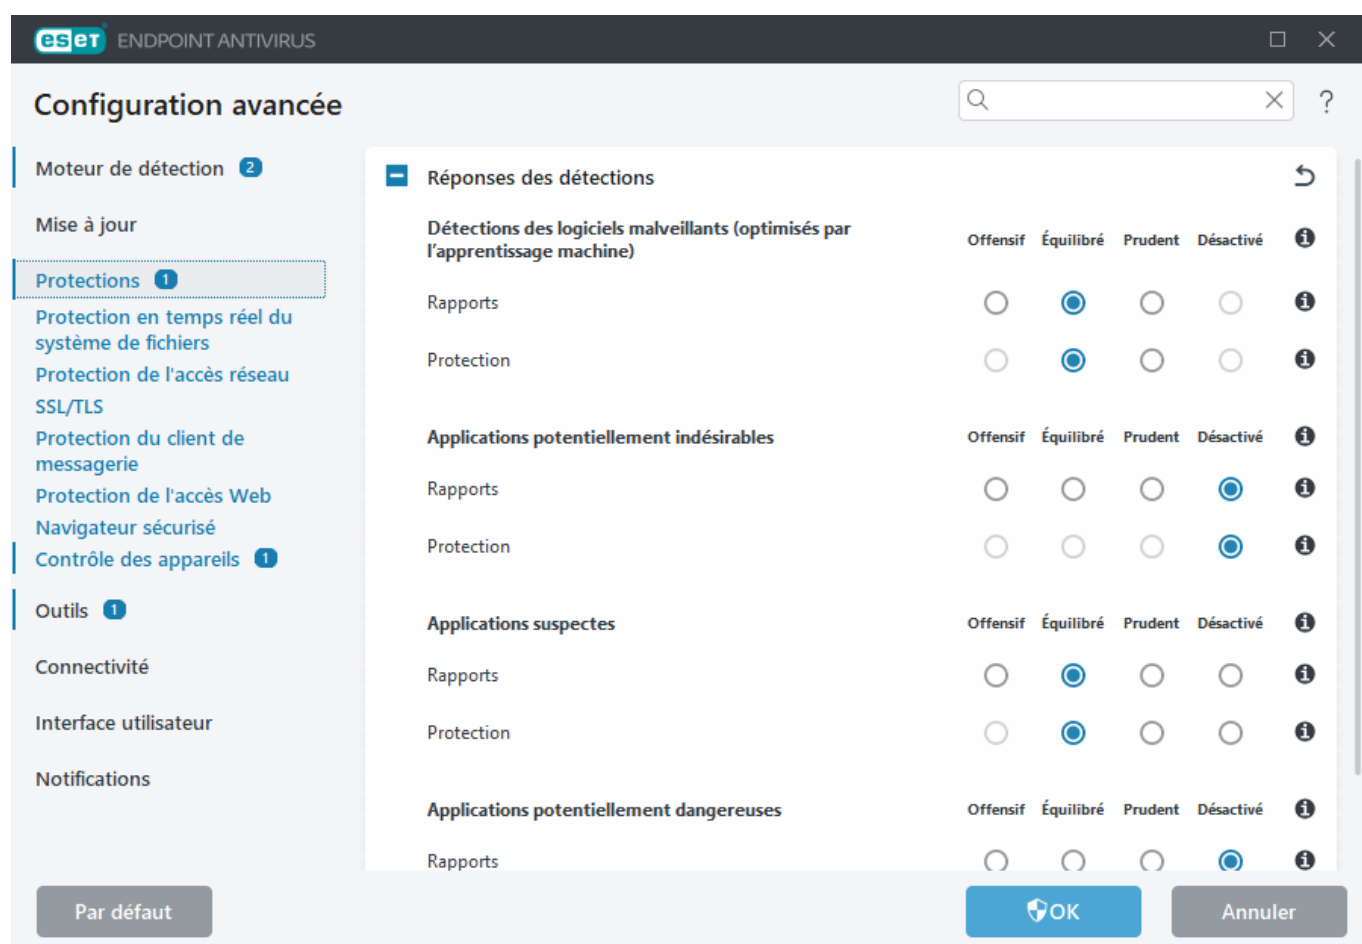 eset ENDPOINT ANTIVIRUS
Configuration avancée
?
Moteur de détection 2
Mise à jour
Protections 1
Protection en temps réel du
système de fichiers
Protection de l'accès réseau
SSL/TLS
Protection du client de
messagerie
Protection de l'accès Web
Navigateur sécurisé
Contrôle des appareils 1
Outils 1
Connectivité
Interface utilisateur
Notifications
Réponses des détections
Détections des logiciels malveillants (optimisés par
l'apprentissage machine)
Offensif Équilibré Prudent Désactivé
Rapports
Protection
Applications potentiellement indésirables Offensif Équilibré Prudent Désactivé
Rapports
Protection
Applications suspectes Offensif Équilibré Prudent Désactivé
Rapports
Protection
Applications potentiellement dangereuses Offensif Équilibré Prudent Désactivé
Rapports
Par défaut OK Annuler